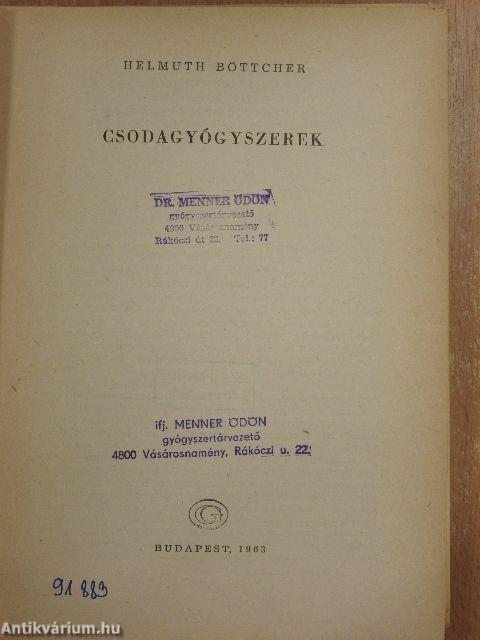 HELMUTH BÖTTCHER
CSODAGYÓGYSZEREK
DR. MENNER ÖDÖN
gyógyszertárvezető
4800 Vásárosnamény
Rákóczi út 22. Tel.: 77
ifj. MENNER ÖDÖN
gyógyszertárvezető
4800 Vásárosnamény, Rákóczi u. 22.
G
BUDAPEST, 1963
91 883
Antikvárium.hu